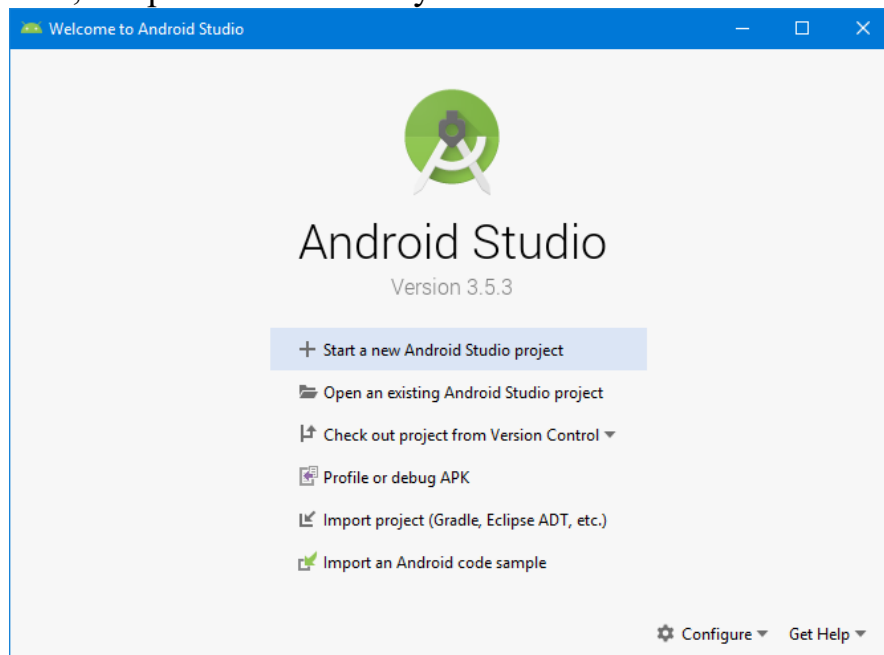 Welcome to Android Studio
Android Studio
Version 3.5.3
Start a new Android Studio project
Open an existing Android Studio project
Check out project from Version Control
Profile or debug APK
Import project (Gradle, Eclipse ADT, etc.)
Import an Android code sample
Configure Get Help